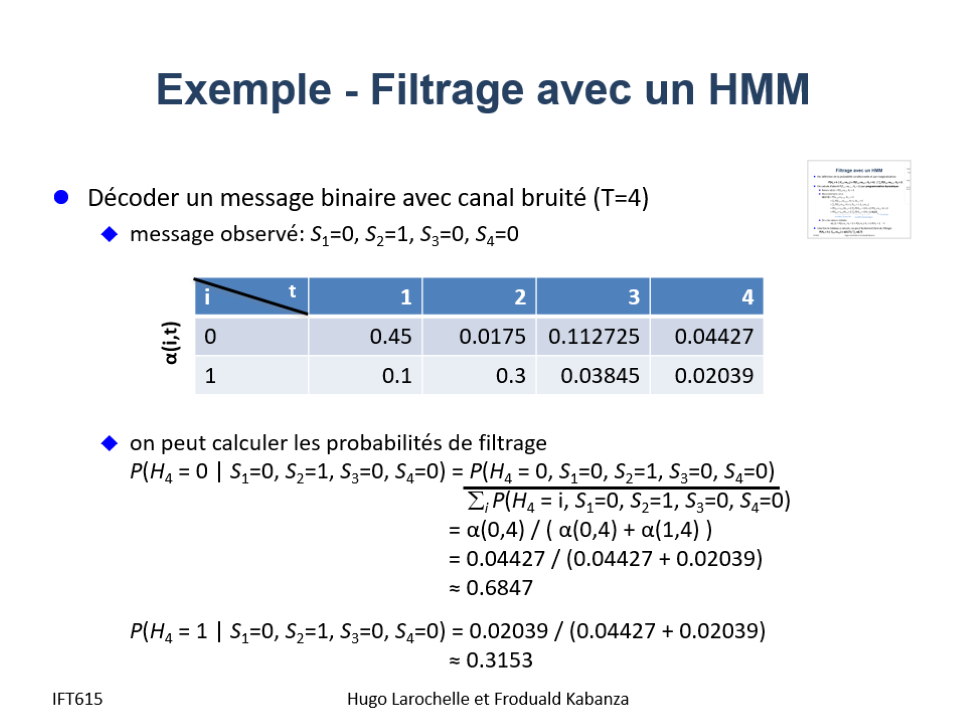 Exemple - Filtrage avec un HMM
Filtrage avec un HMM
● Décoder un message binaire avec canal bruité (T=4)
◆ message observé: S₁=0, S₂=1, S₃=0, S₄=0
i t 1 2 3 4
α(i,t)
0 0.45 0.0175 0.112725 0.04427
1 0.1 0.3 0.03845 0.02039
◆ on peut calculer les probabilités de filtrage
P(H₄ = 0 | S₁=0, S₂=1, S₃=0, S₄=0) = P(H₄ = 0, S₁=0, S₂=1, S₃=0, S₄=0)
∑ᵢ P(H₄ = i, S₁=0, S₂=1, S₃=0, S₄=0)
= α(0,4) / ( α(0,4) + α(1,4) )
= 0.04427 / (0.04427 + 0.02039)
≈ 0.6847
P(H₄ = 1 | S₁=0, S₂=1, S₃=0, S₄=0) = 0.02039 / (0.04427 + 0.02039)
≈ 0.3153
IFT615 Hugo Larochelle et Froduald Kabanza